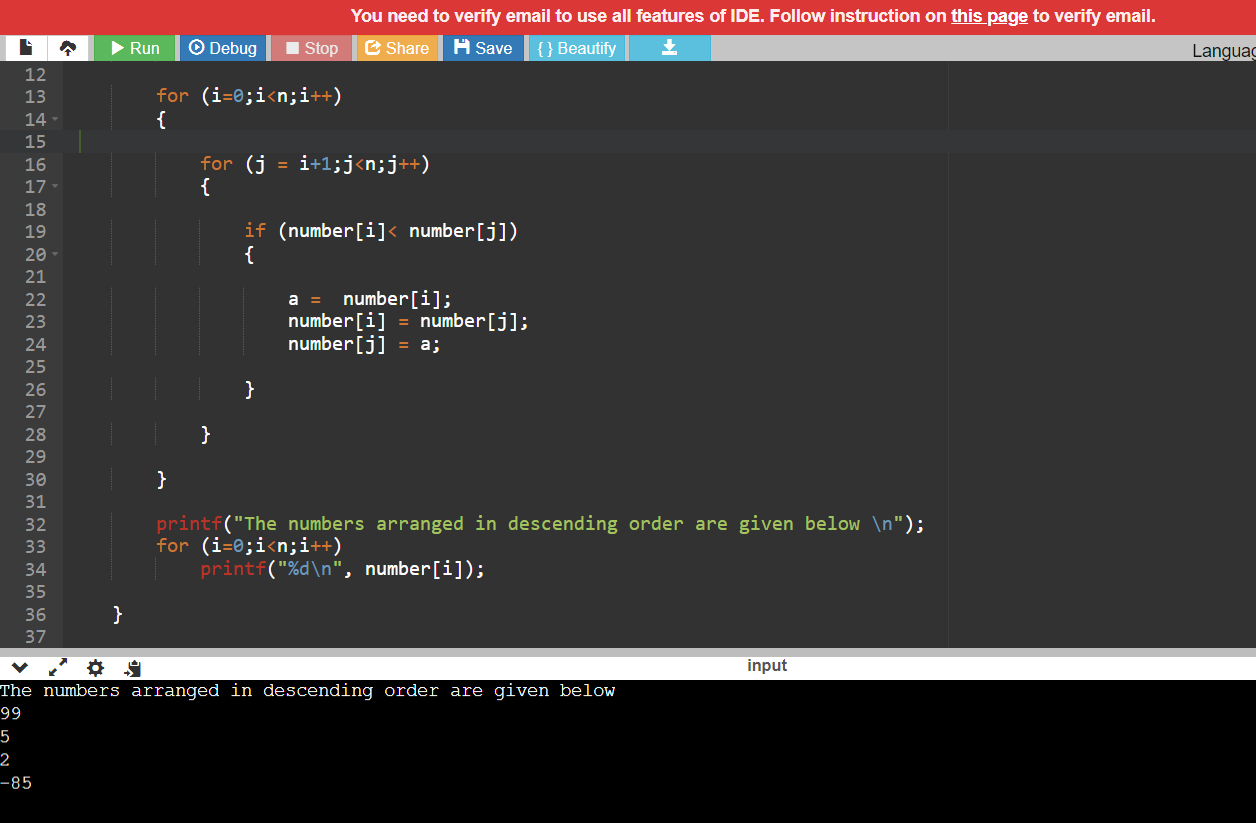 You need to verify email to use all features of IDE. Follow instruction on this page to verify email.
Run Debug Stop Share Save { } Beautify
12
13 for (i=0;i<n;i++)
14 {
15
16 for (j = i+1;j<n;j++)
17 {
18
19 if (number[i]< number[j])
20 {
21
22 a =  number[i];
23 number[i] = number[j];
24 number[j] = a;
25
26 }
27
28 }
29
30 }
31
32 printf("The numbers arranged in descending order are given below \n");
33 for (i=0;i<n;i++)
34 printf("%d\n", number[i]);
35
36 }
37
input
The numbers arranged in descending order are given below
99
5
2
-85